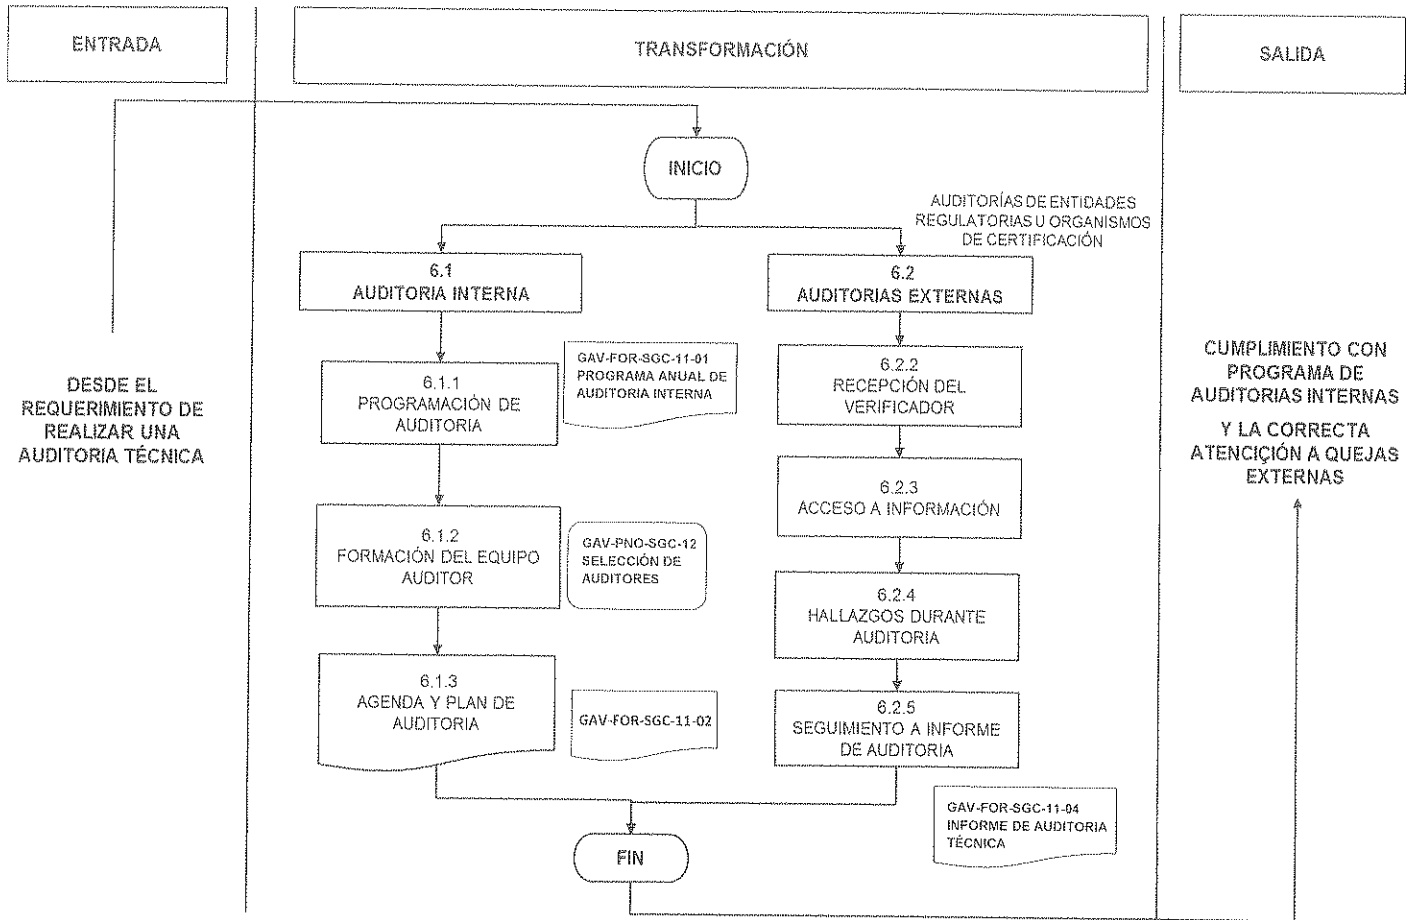 ENTRADA
TRANSFORMACIÓN
SALIDA
INICIO
AUDITORÍAS DE ENTIDADES
REGULATORIAS U ORGANISMOS
DE CERTIFICACIÓN
6.1
AUDITORIA INTERNA
6.2
AUDITORIAS EXTERNAS
DESDE EL
REQUERIMIENTO DE
REALIZAR UNA
AUDITORIA TÉCNICA
6.1.1
PROGRAMACIÓN DE
AUDITORIA
GAV-FOR-SGC-11-01
PROGRAMA ANUAL DE
AUDITORIA INTERNA
6.2.2
RECEPCIÓN DEL
VERIFICADOR
CUMPLIMIENTO CON
PROGRAMA DE
AUDITORIAS INTERNAS
Y LA CORRECTA
ATENCIÇIÓN A QUEJAS
EXTERNAS
6.1.2
FORMACIÓN DEL EQUIPO
AUDITOR
GAV-PNO-SGC-12
SELECCIÓN DE
AUDITORES
6.2.3
ACCESO A INFORMACIÓN
6.2.4
HALLAZGOS DURANTE
AUDITORIA
6.1.3
AGENDA Y PLAN DE
AUDITORIA
GAV-FOR-SGC-11-02
6.2.5
SEGUIMIENTO A INFORME
DE AUDITORIA
GAV-FOR-SGC-11-04
INFORME DE AUDITORIA
TÉCNICA
FIN